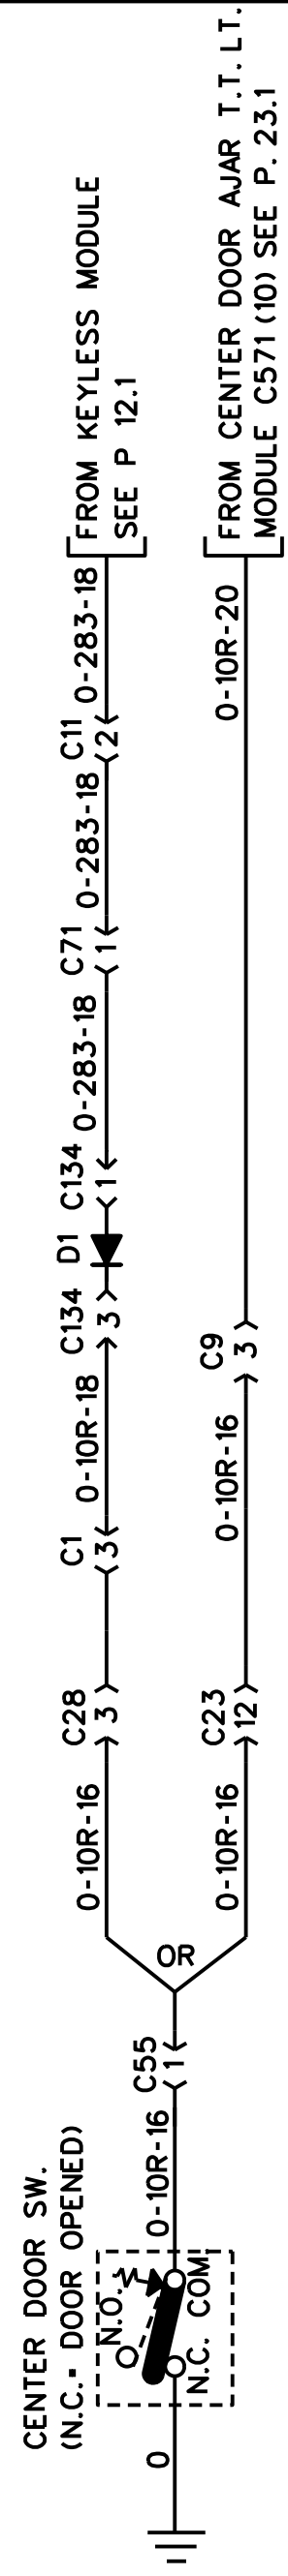 CENTER DOOR SW.
(N.C.= DOOR OPENED)
N.O.
N.C. COM.
0
0-10R-16
C55
1
OR
0-10R-16
C28
3
C1
3
0-10R-18
C134
3
D1
C134
1
0-283-18
C71
1
0-283-18
C11
2
0-283-18
FROM KEYLESS MODULE
SEE P 12.1
0-10R-16
C23
12
0-10R-16
C9
3
0-10R-20
FROM CENTER DOOR AJAR T.T. LT.
MODULE C571 (10) SEE P. 23.1